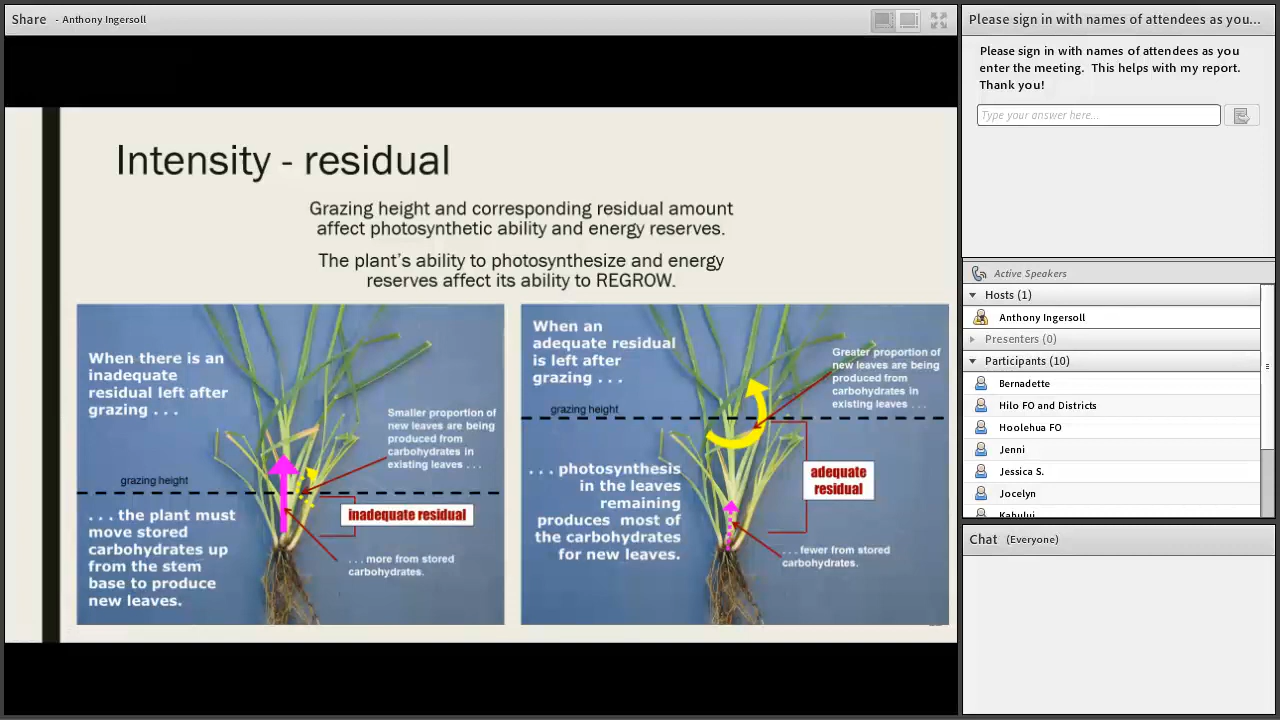 Share - Anthony Ingersoll
Intensity - residual
Grazing height and corresponding residual amount
affect photosynthetic ability and energy reserves.
The plant's ability to photosynthesize and energy
reserves affect its ability to REGROW.
When there is an
inadequate
residual left after
grazing . . .
Smaller proportion of
new leaves are being
produced from
carbohydrates in
existing leaves . . .
grazing height
inadequate residual
. . . the plant must
move stored
carbohydrates up
from the stem
base to produce
new leaves.
. . . more from stored
carbohydrates.
When an
adequate residual
is left after
grazing . . .
Greater proportion of
new leaves are being
produced from
carbohydrates in
existing leaves . . .
grazing height
adequate
residual
. . . photosynthesis
in the leaves
remaining
produces most of
the carbohydrates
for new leaves.
. . . fewer from stored
carbohydrates.
Please sign in with names of attendees as you...
Please sign in with names of attendees as you
enter the meeting. This helps with my report.
Thank you!
Type your answer here...
Active Speakers
Hosts (1)
Anthony Ingersoll
Presenters (0)
Participants (10)
Bernadette
Hilo FO and Districts
Hoolehua FO
Jenni
Jessica S.
Jocelyn
Kahului
Chat (Everyone)